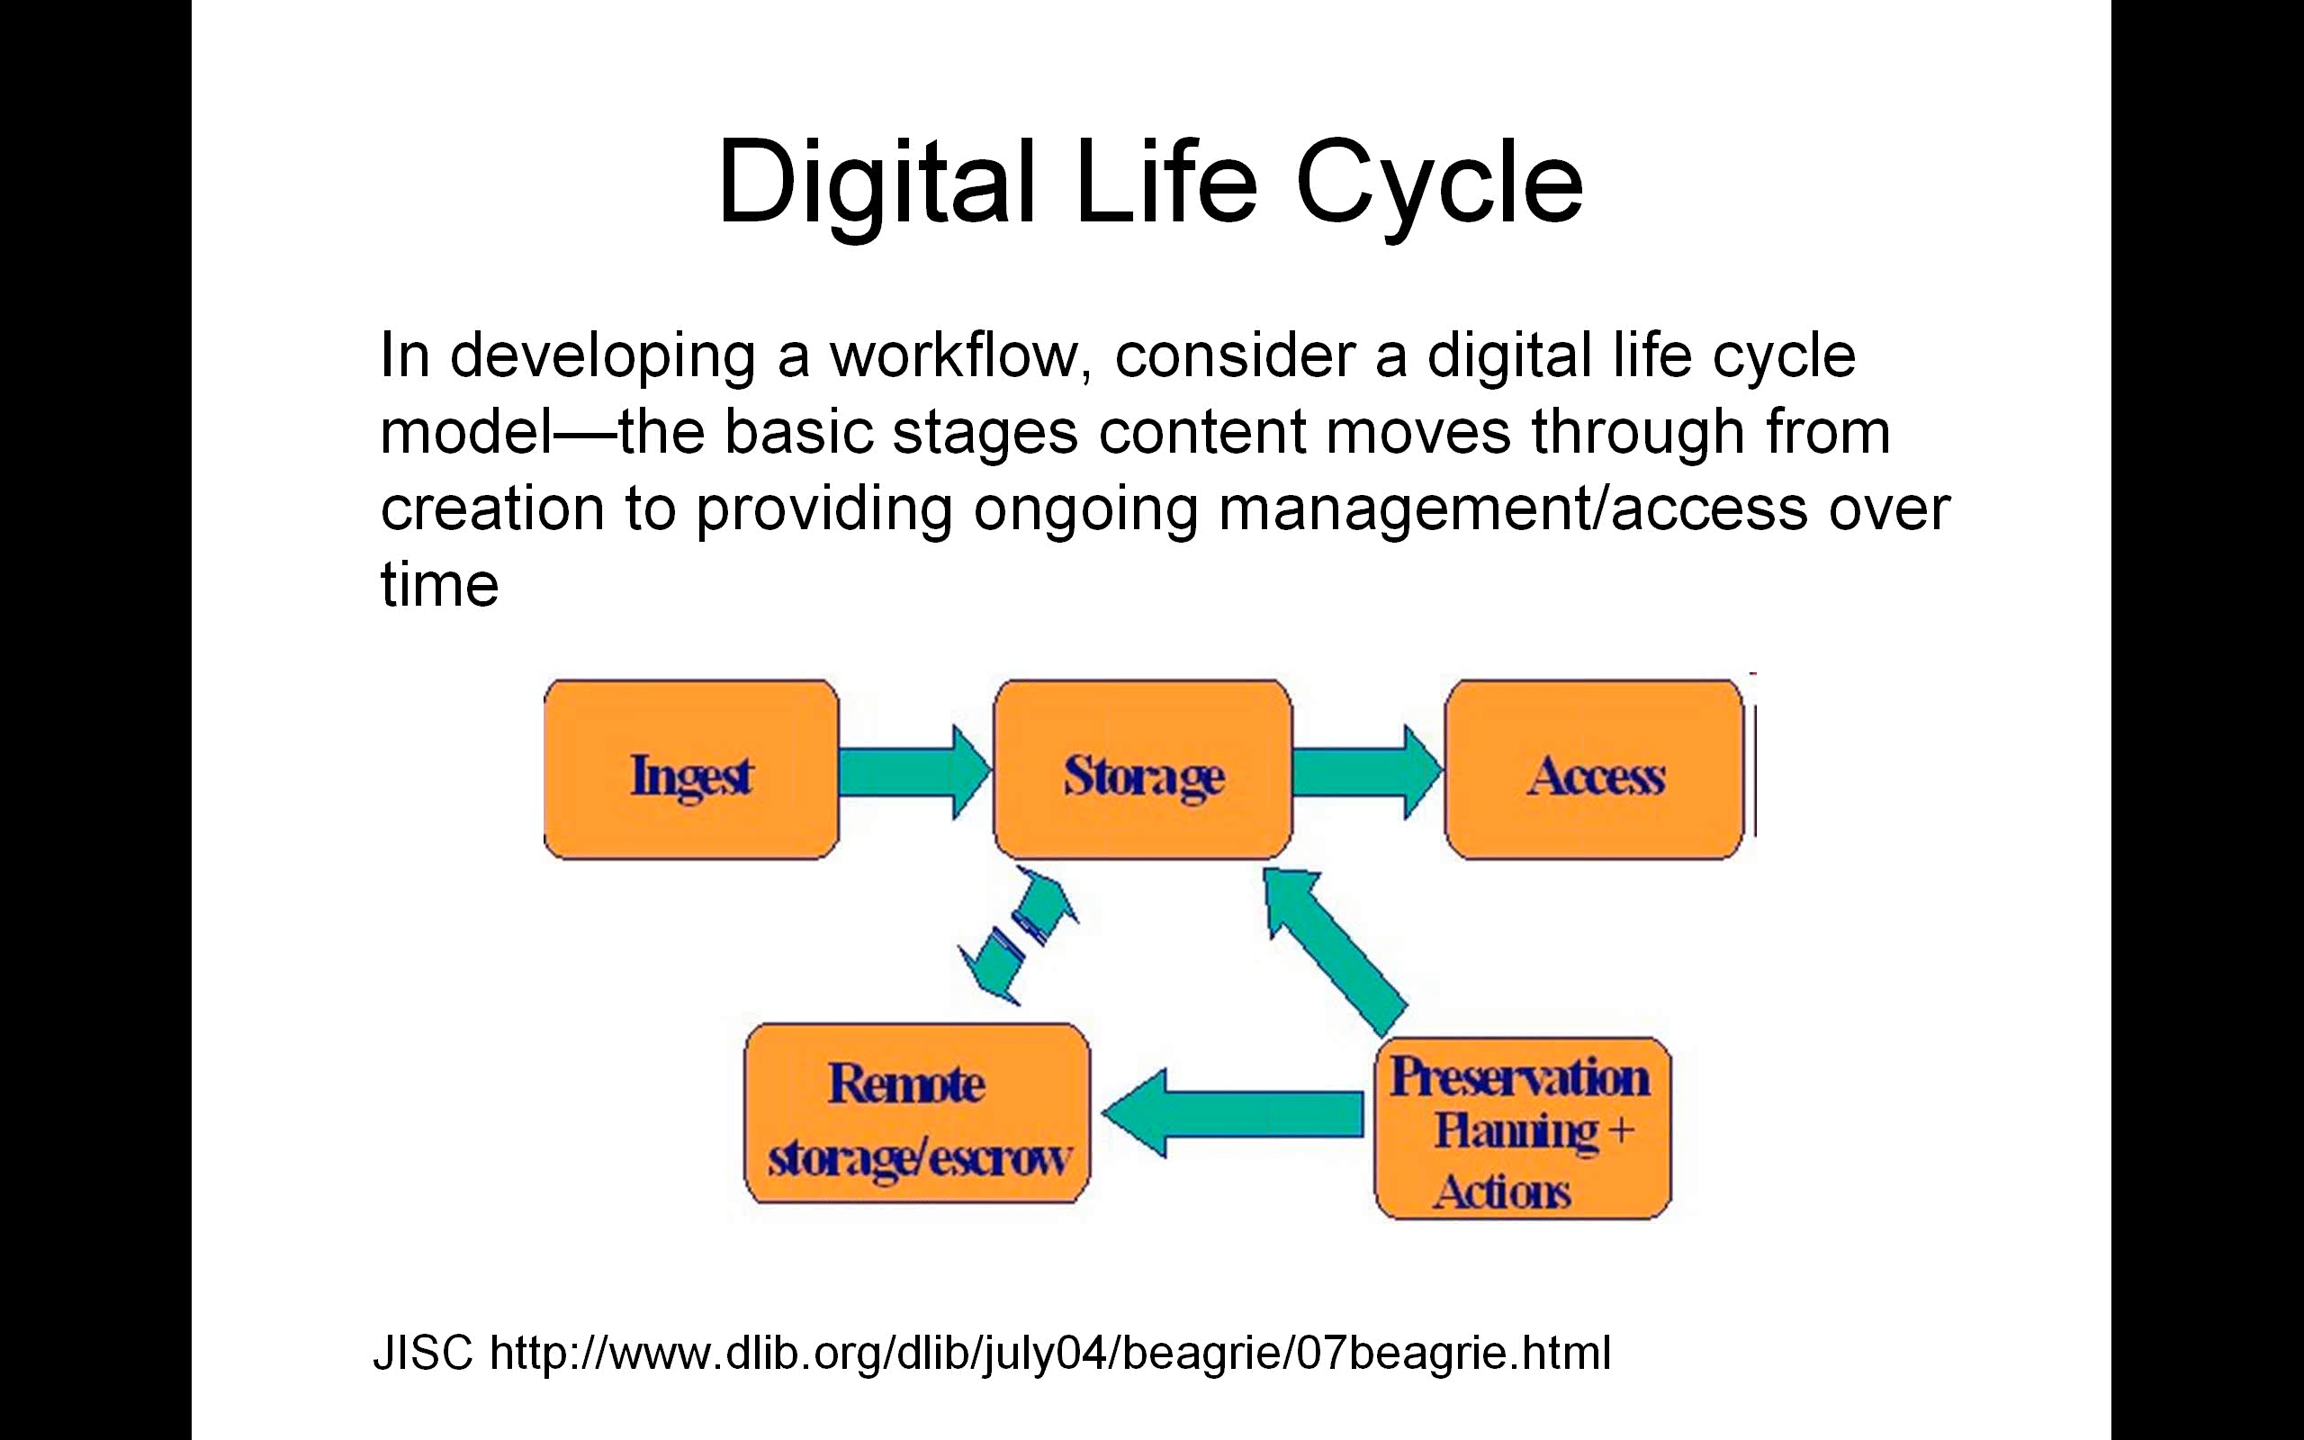 Digital Life Cycle
In developing a workflow, consider a digital life cycle
model—the basic stages content moves through from
creation to providing ongoing management/access over
time
Ingest
Storage
Access
Remote
storage/escrow
Preservation
Planning +
Actions
JISC http://www.dlib.org/dlib/july04/beagrie/07beagrie.html